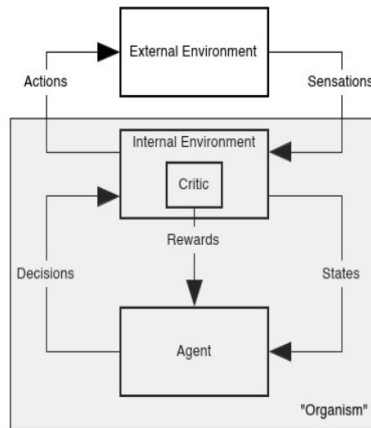 External Environment
Actions
Sensations
Internal Environment
Critic
Rewards
Decisions
States
Agent
"Organism"